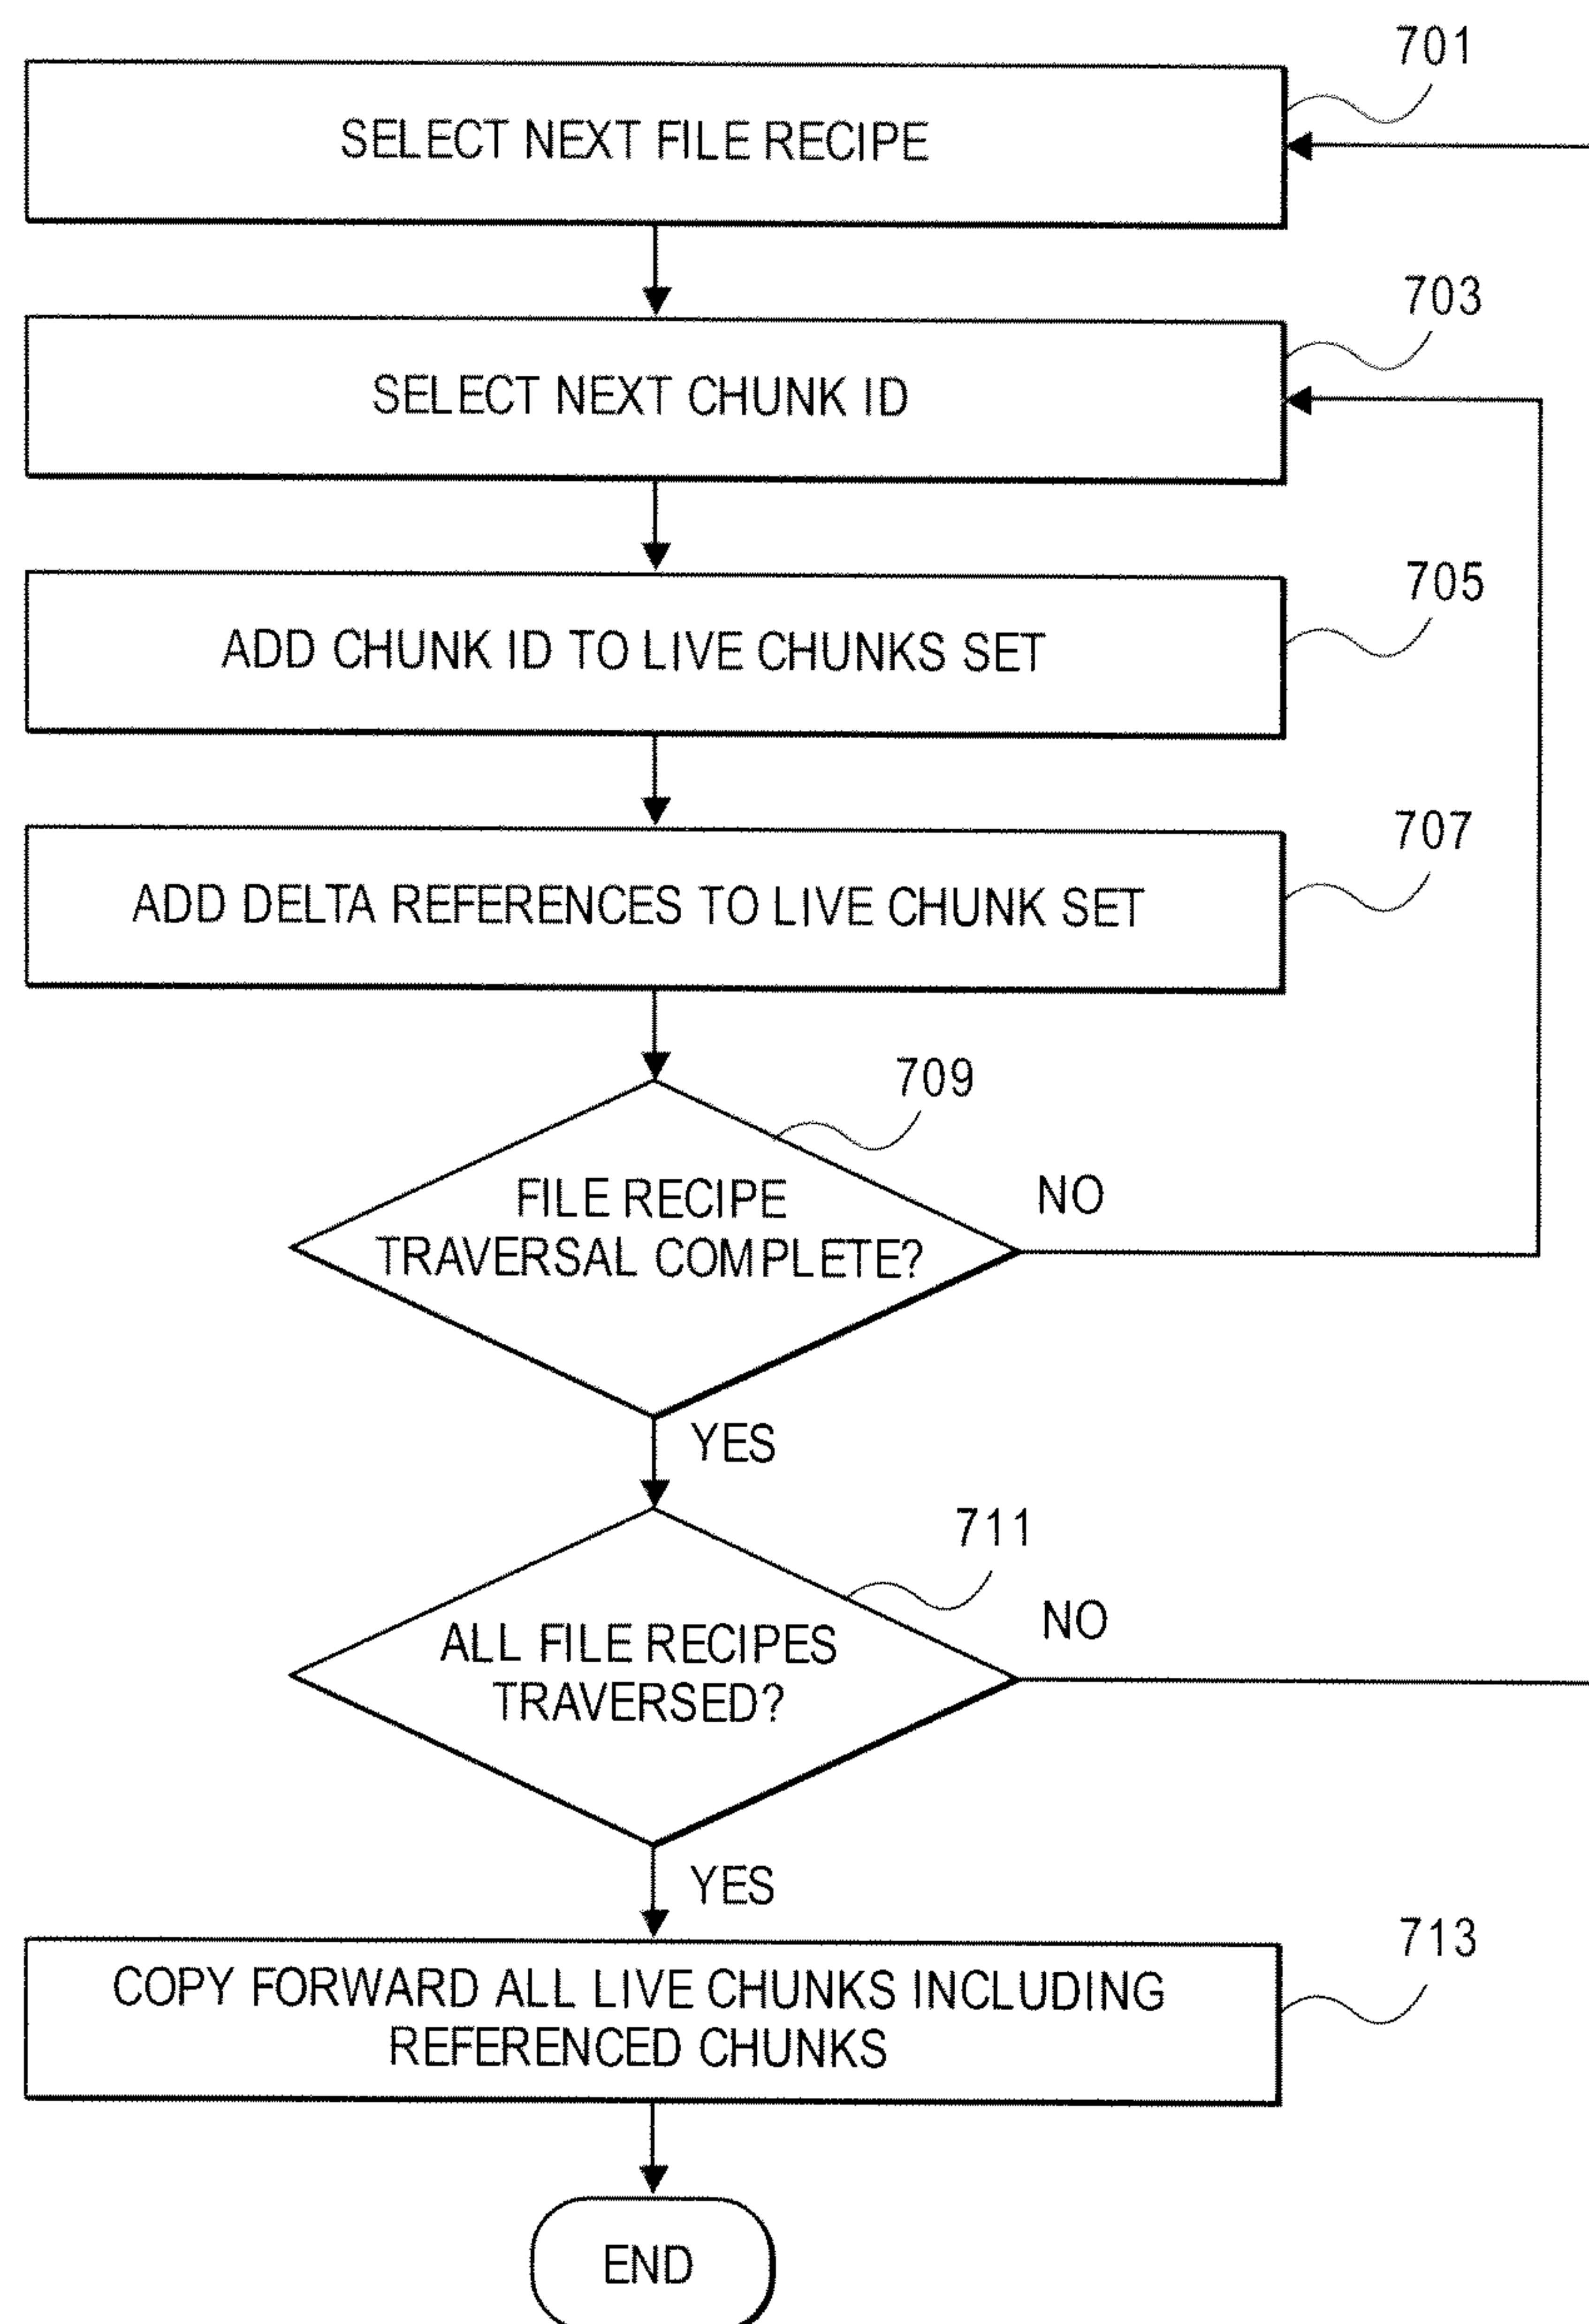 701
SELECT NEXT FILE RECIPE
703
SELECT NEXT CHUNK ID
705
ADD CHUNK ID TO LIVE CHUNKS SET
707
ADD DELTA REFERENCES TO LIVE CHUNK SET
709
FILE RECIPE
TRAVERSAL COMPLETE?
NO
YES
711
ALL FILE RECIPES
TRAVERSED?
NO
YES
713
COPY FORWARD ALL LIVE CHUNKS INCLUDING
REFERENCED CHUNKS
END